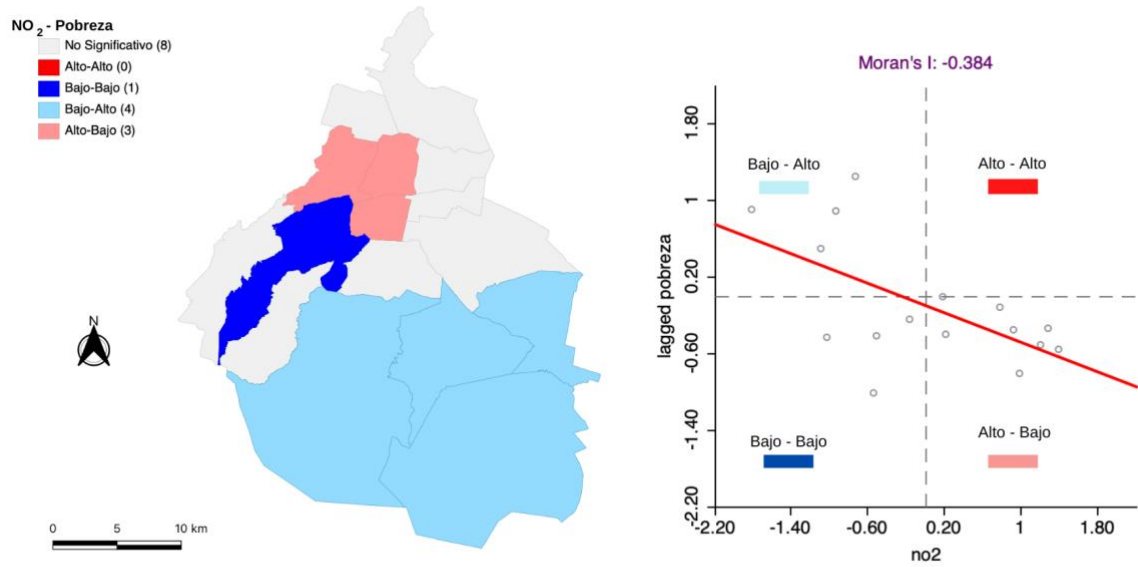 NO 2 - Pobreza
No Significativo (8)
Alto-Alto (0)
Bajo-Bajo (1)
Bajo-Alto (4)
Alto-Bajo (3)
N
0 5 10 km
Moran's I: -0.384
Bajo - Alto
Alto - Alto
Bajo - Bajo
Alto - Bajo
lagged pobreza
1.80
1
0.20
-0.60
-1.40
-2.20
-2.20 -1.40 -0.60 0.20 1 1.80
no2